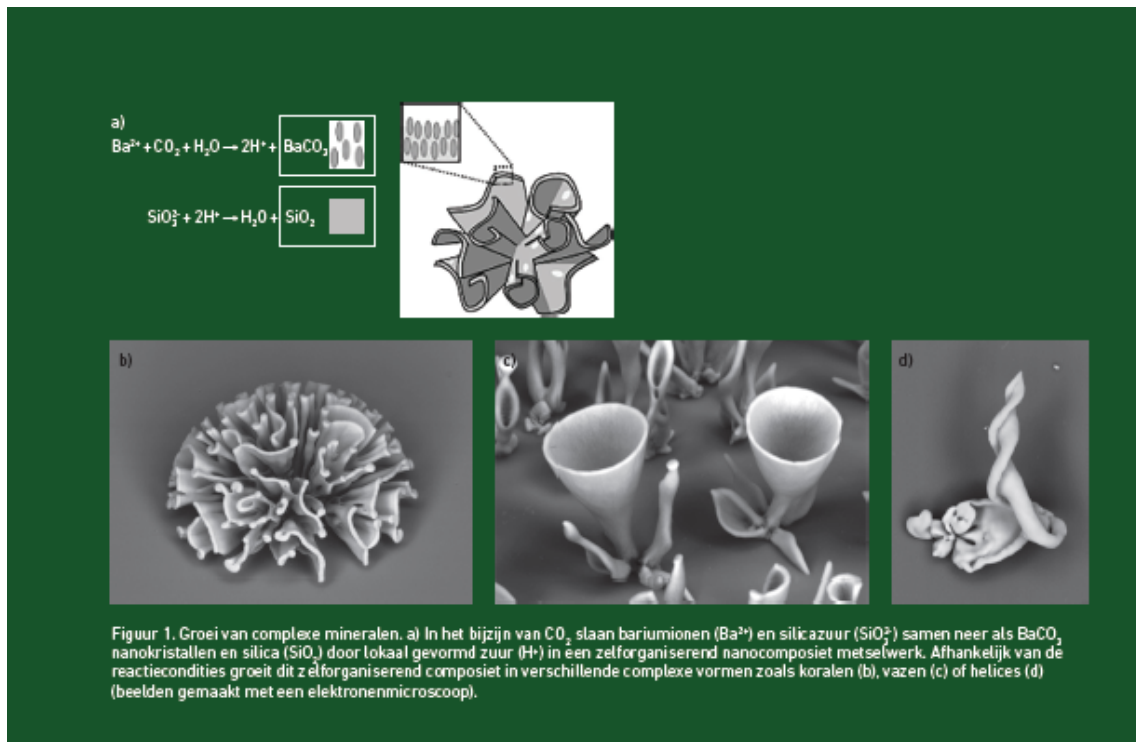 a)
Ba²⁺ + CO₂ + H₂O → 2H⁺ + BaCO₃
SiO₃²⁻ + 2H⁺ → H₂O + SiO₂
b)
c)
d)
Figuur 1. Groei van complexe mineralen. a) In het bijzijn van CO₂ slaan bariumionen (Ba²⁺) en silicazuur (SiO₃²⁻) samen neer als BaCO₃
nanokristallen en silica (SiO₂) door lokaal gevormd zuur (H⁺) in een zelforganiserend nanocomposiet metselwerk. Afhankelijk van de
reactiecondities groeit dit zelforganiserend composiet in verschillende complexe vormen zoals koralen (b), vazen (c) of helices (d)
(beelden gemaakt met een elektronenmicroscoop).